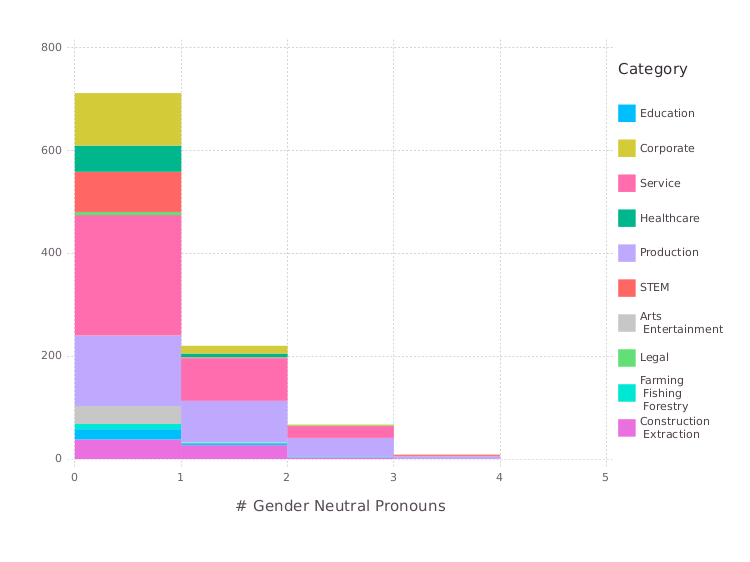 800
600
400
200
0
0 1 2 3 4 5
# Gender Neutral Pronouns
Category
Education
Corporate
Service
Healthcare
Production
STEM
Arts
Entertainment
Legal
Farming
Fishing
Forestry
Construction
Extraction